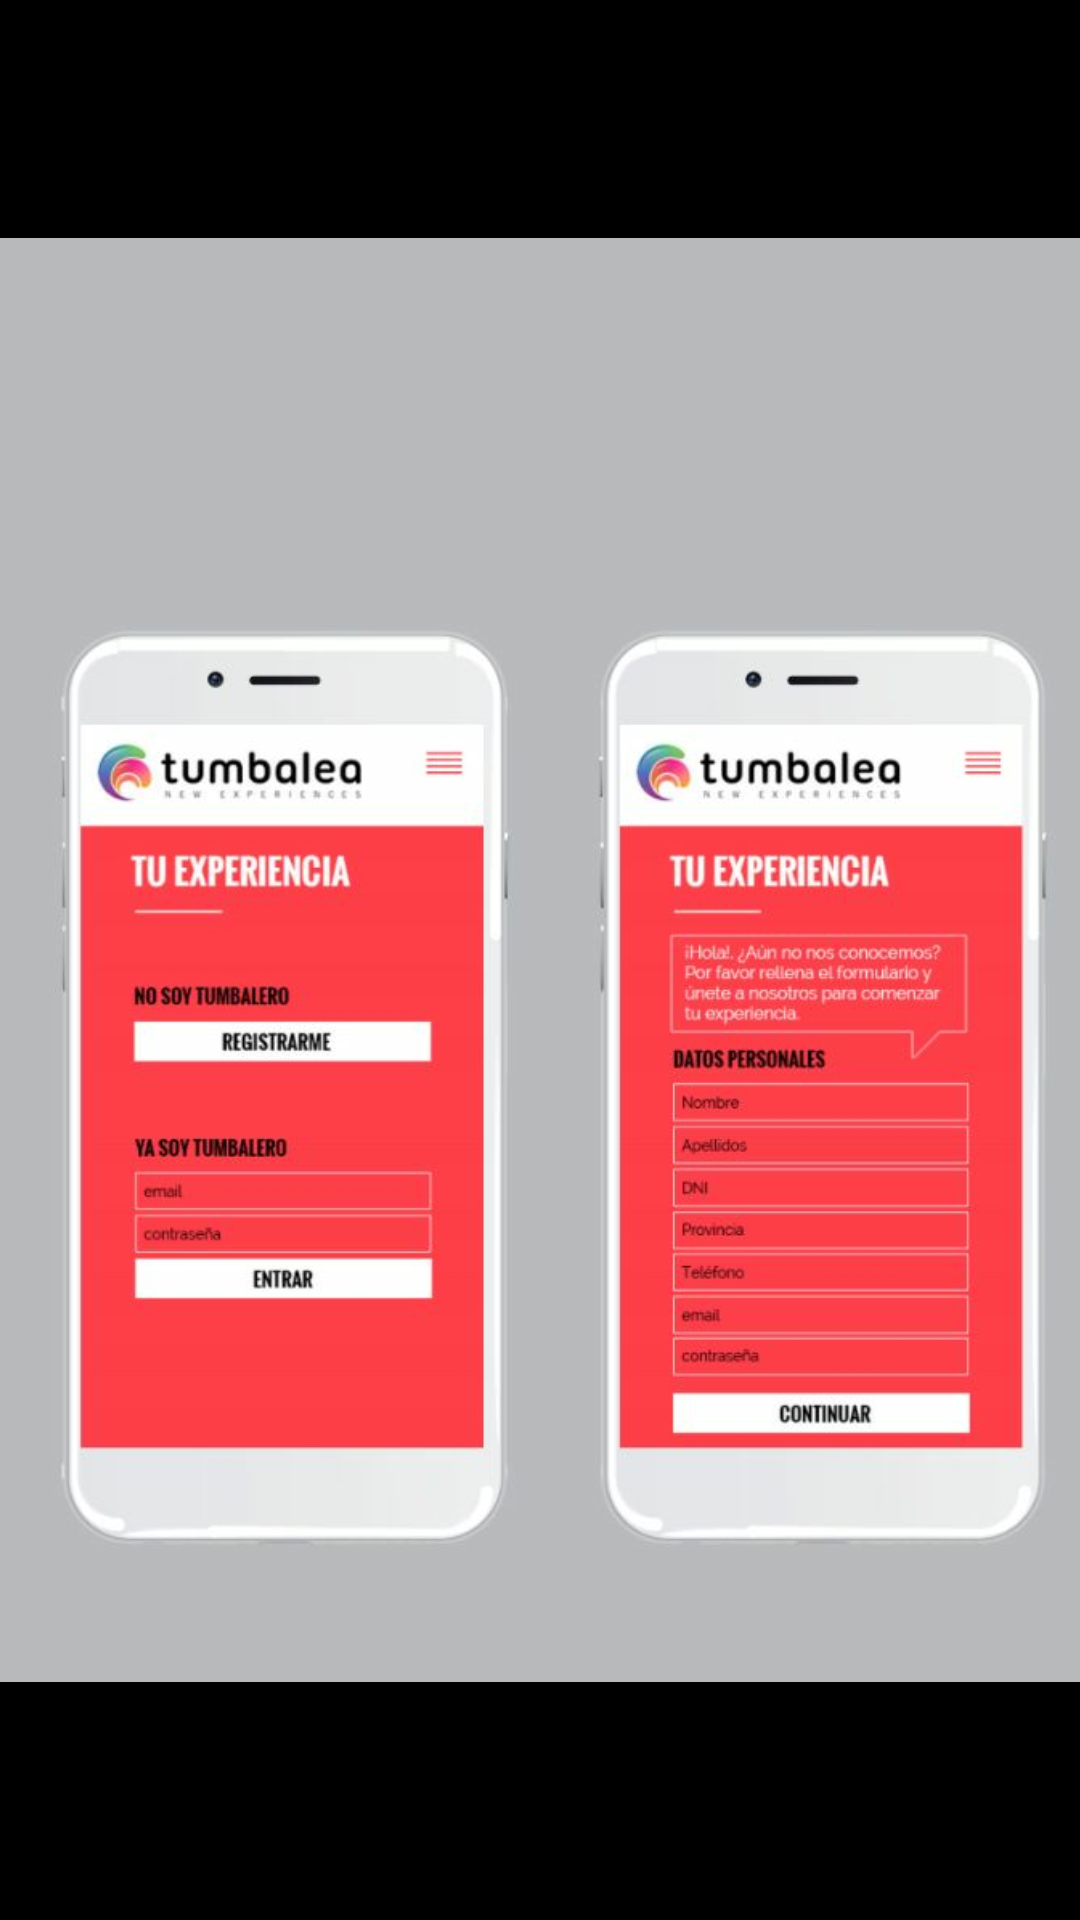 tumbalea
NEW EXPERIENCES
TU EXPERIENCIA
NO SOY TUMBALERO
REGISTRARME
YA SOY TUMBALERO
email
contraseña
ENTRAR
tumbalea
NEW EXPERIENCES
TU EXPERIENCIA
¡Hola!, ¿Aún no nos conocemos?
Por favor rellena el formulario y
únete a nosotros para comenzar
tu experiencia.
DATOS PERSONALES
Nombre
Apellidos
DNI
Provincia
Teléfono
email
contraseña
CONTINUAR